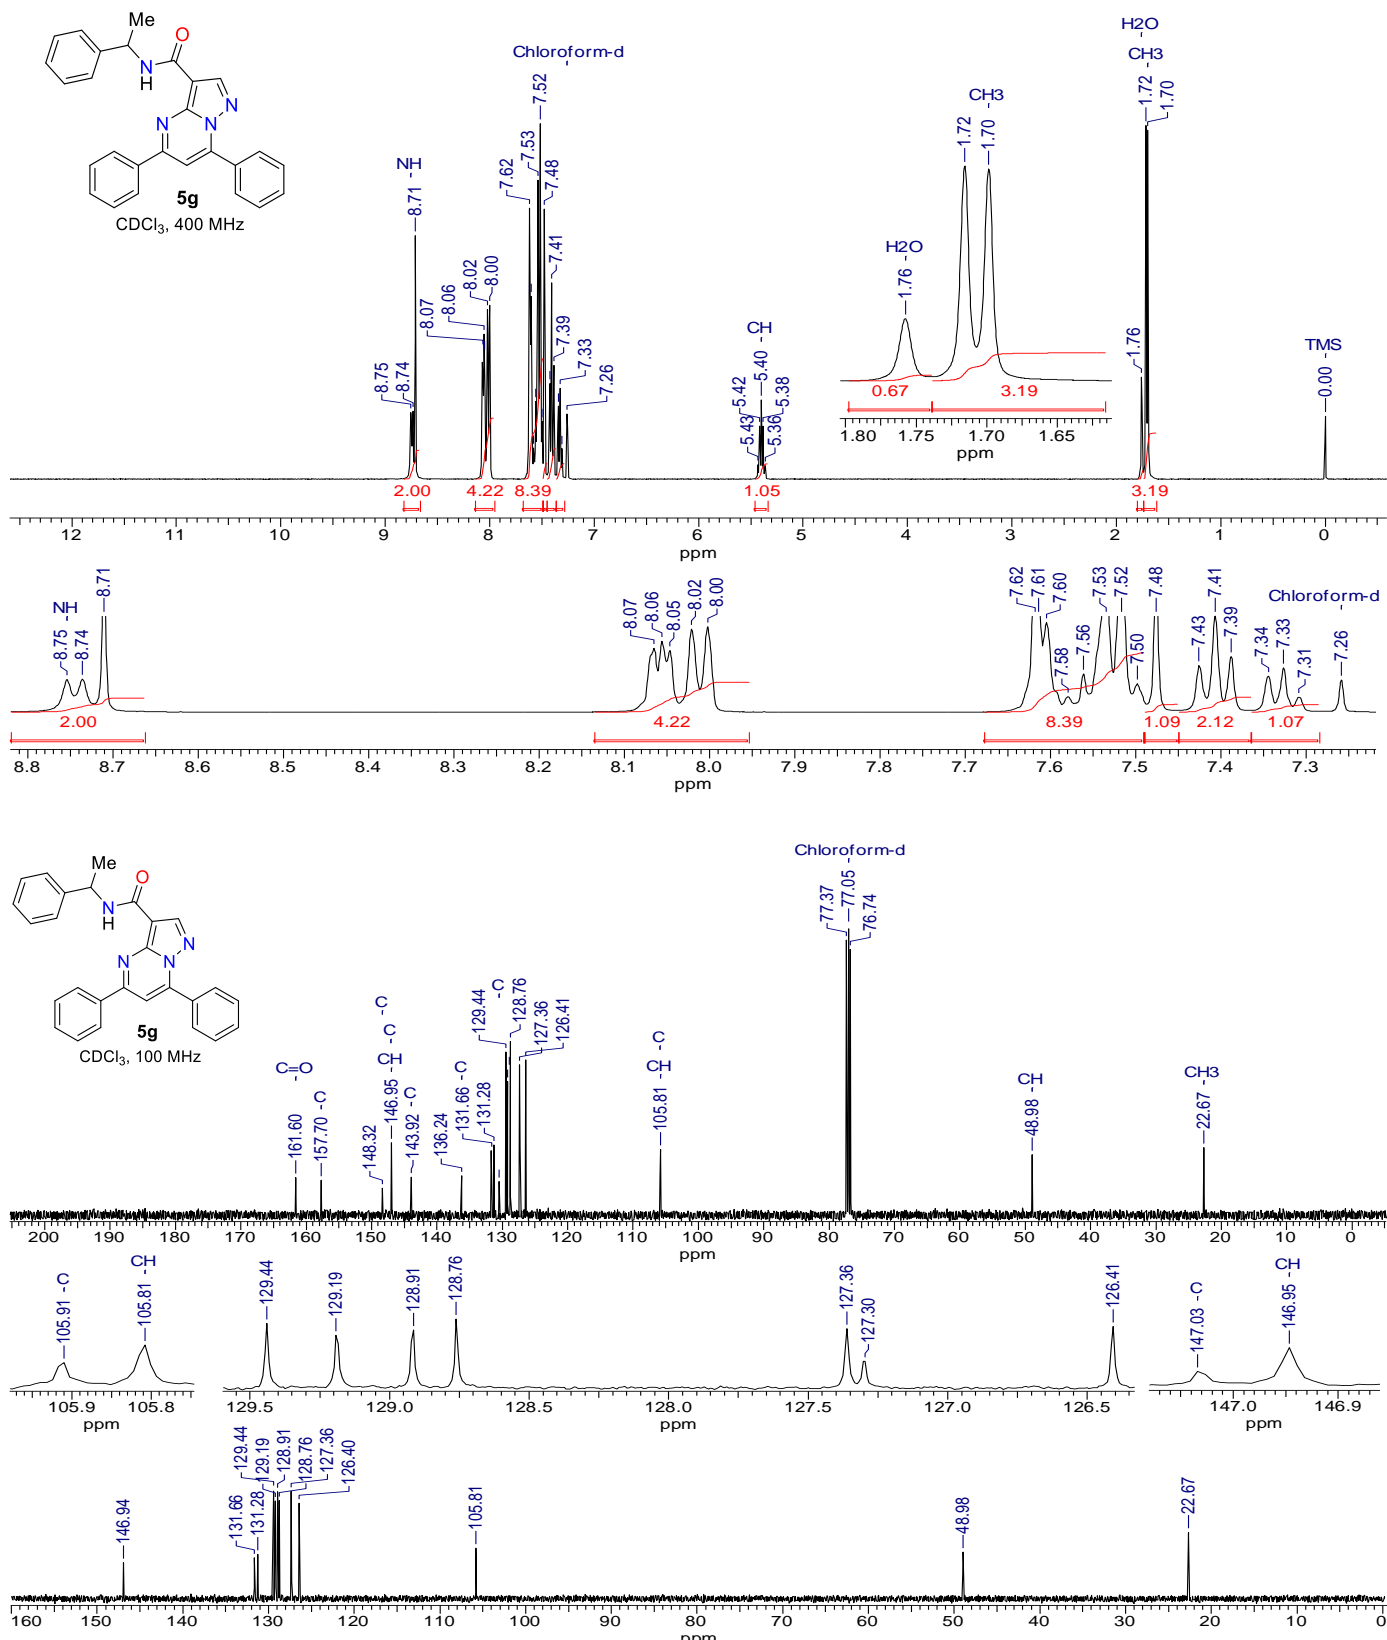 Me
O
N
H
N
N
N
5g
CDCl3, 400 MHz
NH
8.75
8.74
8.71
8.07
8.06
8.02
8.00
Chloroform-d
7.62
7.53
7.52
7.48
7.41
7.39
7.33
7.26
CH
5.43
5.42
5.40
5.38
5.36
H2O
CH3
1.76
1.72
1.70
TMS
0.00
2.00 4.22 8.39 1.05 3.19
12 11 10 9 8 7 6 5 4 3 2 1 0
ppm
H2O
1.76
CH3
1.72
1.70
0.67 3.19
1.80 1.75 1.70 1.65
ppm
NH
8.75
8.74
8.71
8.07
8.06
8.05
8.02
8.00
7.62
7.61
7.60
7.58
7.56
7.53
7.52
7.50
7.48
7.43
7.41
7.39
7.34
7.33
7.31
Chloroform-d
7.26
2.00 4.22 8.39 1.09 2.12 1.07
8.8 8.7 8.6 8.5 8.4 8.3 8.2 8.1 8.0 7.9 7.8 7.7 7.6 7.5 7.4 7.3
ppm
Me
O
N
H
N
N
N
5g
CDCl3, 100 MHz
C=O
161.60
157.70 -C
148.32
C
C
CH
146.95
143.92 -C
136.24
131.66 -C
131.28
129.44
C
128.76
127.36
126.41
C
CH
105.81
Chloroform-d
77.37
77.05
76.74
CH
48.98
CH3
22.67
200 190 180 170 160 150 140 130 120 110 100 90 80 70 60 50 40 30 20 10 0
ppm
105.91 -C
105.81 - CH
105.9 105.8
ppm
129.44
129.19
128.91
128.76
127.36
127.30
126.41
129.5 129.0 128.5 128.0 127.5 127.0 126.5
ppm
147.03 -C
146.95 - CH
147.0 146.9
ppm
146.94
131.66
131.28
129.44
129.19
128.91
128.76
127.36
126.40
105.81
48.98
22.67
160 150 140 130 120 110 100 90 80 70 60 50 40 30 20 10 0
ppm